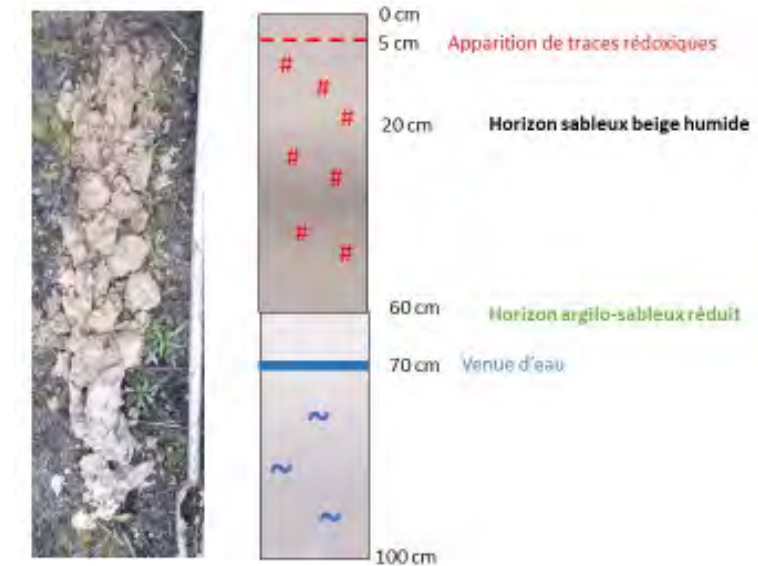 0 cm
5 cm Apparition de traces rédoxiques
#
#
#
20 cm Horizon sableux beige humide
#
#
#
#
60 cm Horizon argilo-sableux réduit
70 cm Venue d'eau
~
~
~
100 cm